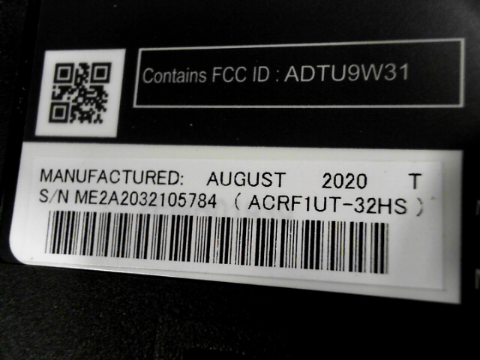 Contains FCC ID : ADTU9W31
MANUFACTURED: AUGUST 2020 T
S/N ME2A2032105784 ( ACRF1UT-32HS )